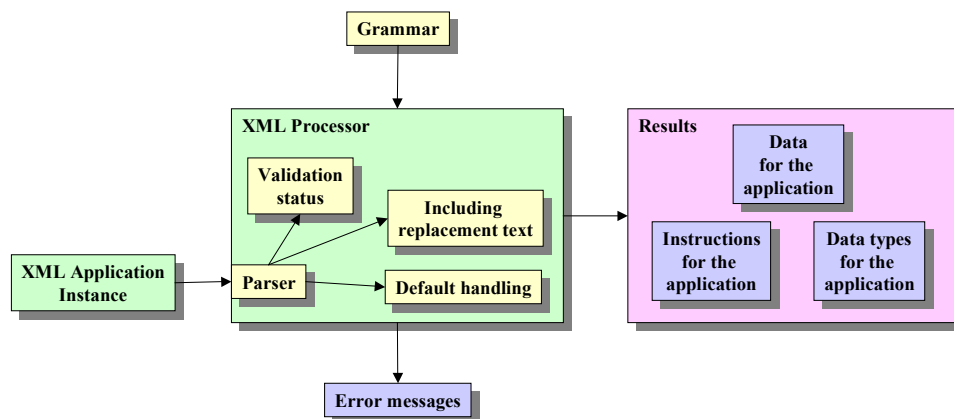 Grammar
XML Processor
Validation
status
Including
replacement text
XML Application
Instance
Parser
Default handling
Results
Data
for the
application
Instructions
for the
application
Data types
for the
application
Error messages